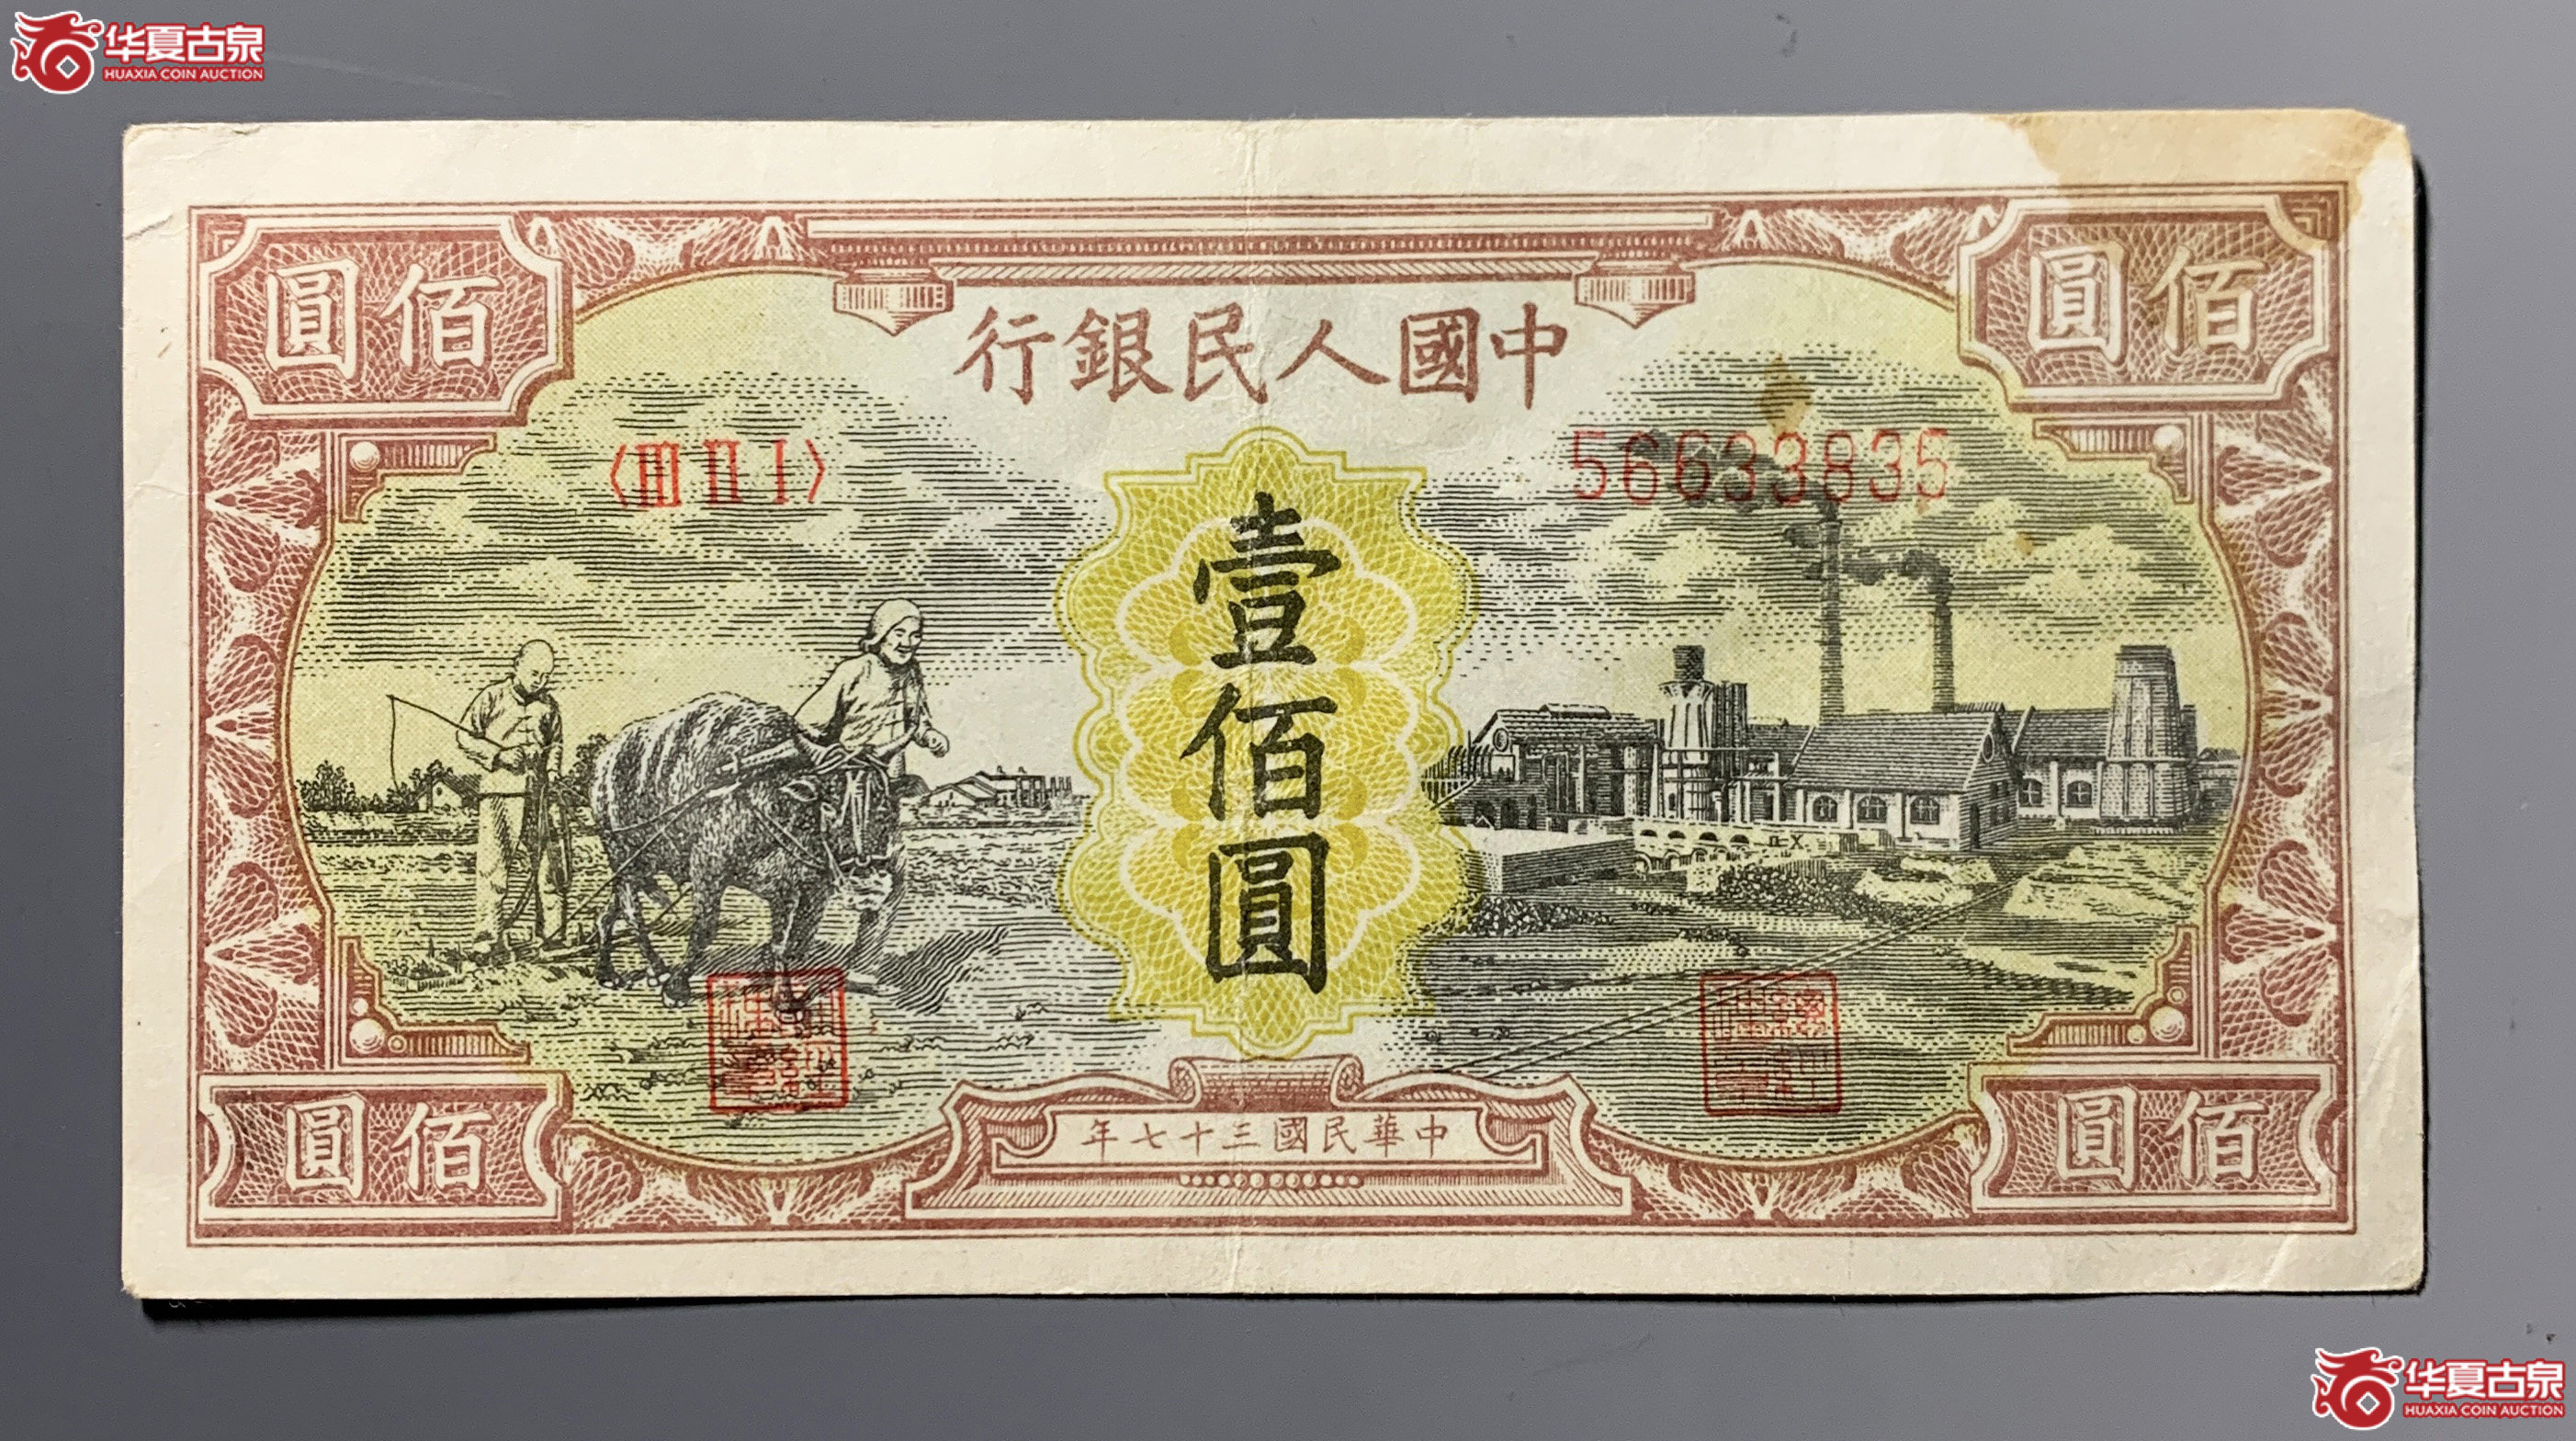 华夏古泉
HUAXIA COIN AUCTION
圓佰
行銀民人國中
圓佰
〈III II I〉
56633835
壹
佰
圓
圓佰
年七十三國民華中
圓佰
华夏古泉
HUAXIA COIN AUCTION